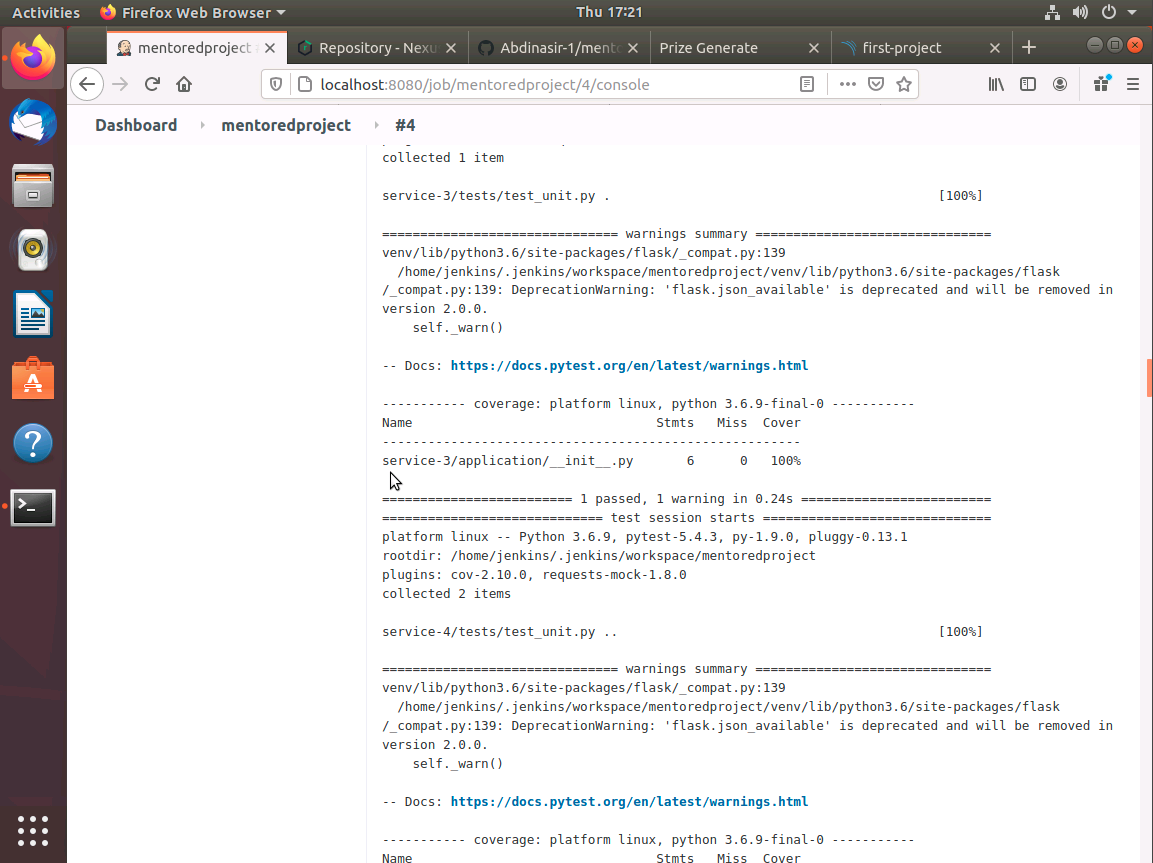 Activities Firefox Web Browser Thu 17:21
mentoredproject Repository - Nexu Abdinasir-1/mento Prize Generate first-project
localhost:8080/job/mentoredproject/4/console
Dashboard mentoredproject #4
collected 1 item
service-3/tests/test_unit.py . [100%]
=============================== warnings summary ===============================
venv/lib/python3.6/site-packages/flask/_compat.py:139
/home/jenkins/.jenkins/workspace/mentoredproject/venv/lib/python3.6/site-packages/flask
/_compat.py:139: DeprecationWarning: 'flask.json_available' is deprecated and will be removed in
version 2.0.0.
self._warn()
-- Docs: https://docs.pytest.org/en/latest/warnings.html
----------- coverage: platform linux, python 3.6.9-final-0 -----------
Name Stmts Miss Cover
-------------------------------------------------------
service-3/application/__init__.py 6 0 100%
========================= 1 passed, 1 warning in 0.24s =========================
============================= test session starts ==============================
platform linux -- Python 3.6.9, pytest-5.4.3, py-1.9.0, pluggy-0.13.1
rootdir: /home/jenkins/.jenkins/workspace/mentoredproject
plugins: cov-2.10.0, requests-mock-1.8.0
collected 2 items
service-4/tests/test_unit.py .. [100%]
=============================== warnings summary ===============================
venv/lib/python3.6/site-packages/flask/_compat.py:139
/home/jenkins/.jenkins/workspace/mentoredproject/venv/lib/python3.6/site-packages/flask
/_compat.py:139: DeprecationWarning: 'flask.json_available' is deprecated and will be removed in
version 2.0.0.
self._warn()
-- Docs: https://docs.pytest.org/en/latest/warnings.html
----------- coverage: platform linux, python 3.6.9-final-0 -----------
Name Stmts Miss Cover